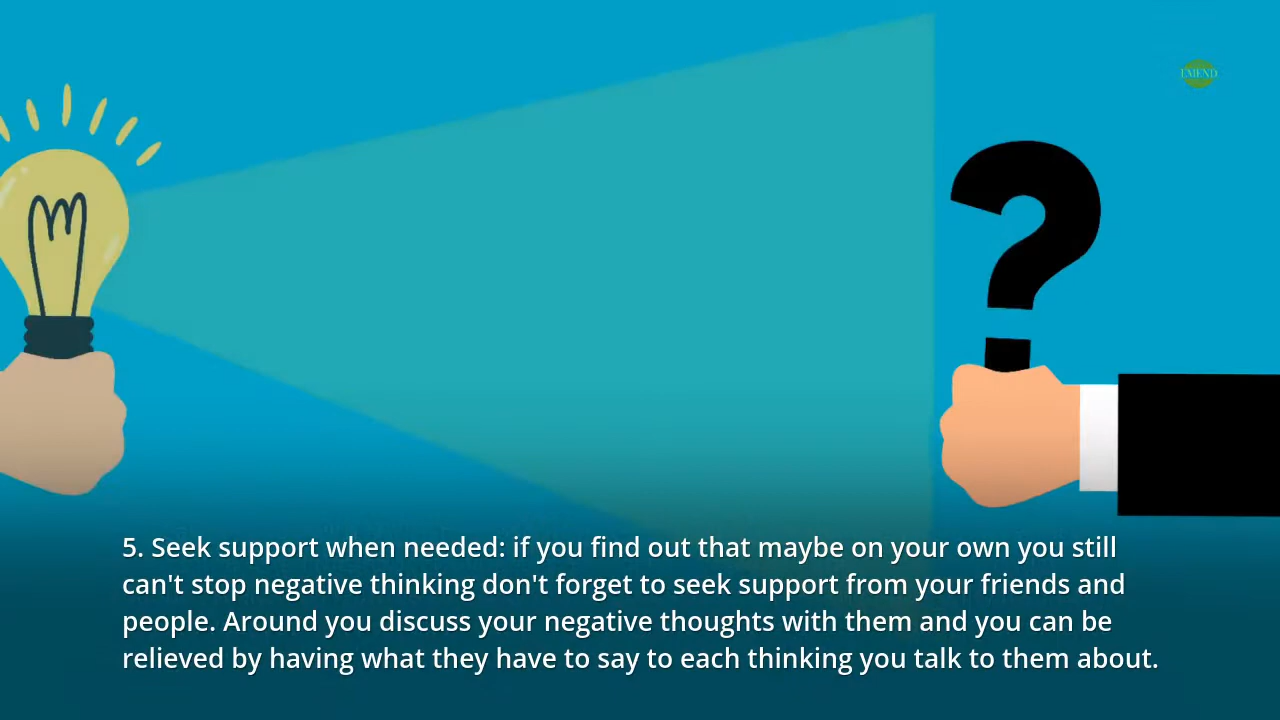 EMEND
5. Seek support when needed: if you find out that maybe on your own you still
can't stop negative thinking don't forget to seek support from your friends and
people. Around you discuss your negative thoughts with them and you can be
relieved by having what they have to say to each thinking you talk to them about.